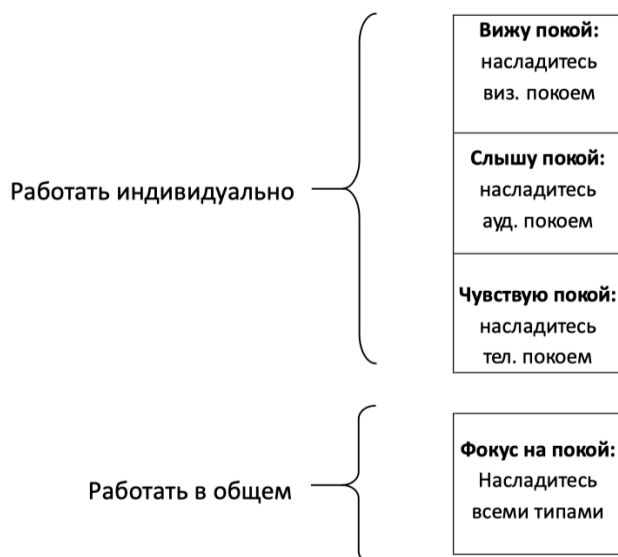 Вижу покой:
насладитесь
виз. покоем
Работать индивидуально
Слышу покой:
насладитесь
ауд. покоем
Чувствую покой:
насладитесь
тел. покоем
Работать в общем
Фокус на покой:
Насладитесь
всеми типами